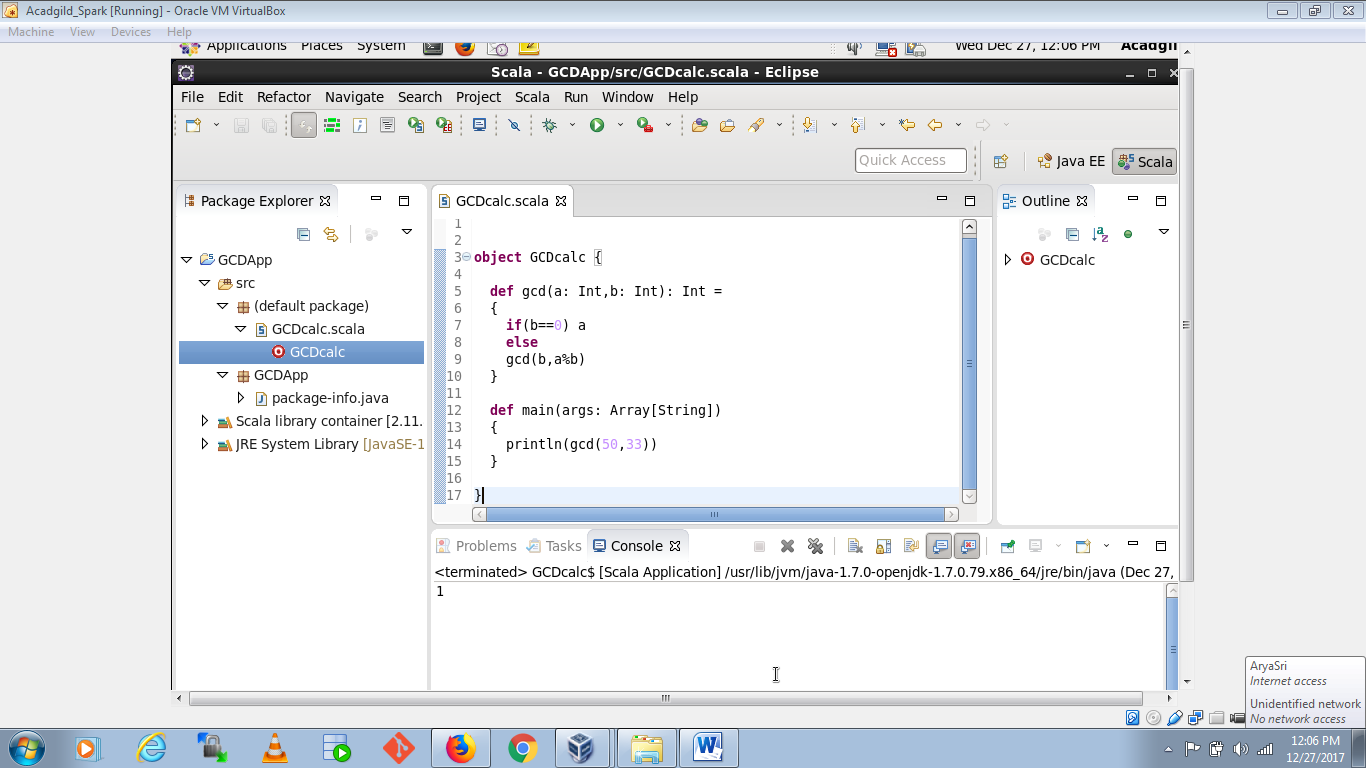 Acadgild_Spark [Running] - Oracle VM VirtualBox
Machine View Devices Help
Applications Places System Wed Dec 27, 12:06 PM Acadgil
Scala - GCDApp/src/GCDcalc.scala - Eclipse
File Edit Refactor Navigate Search Project Scala Run Window Help
Quick Access Java EE Scala
Package Explorer
GCDApp
src
(default package)
GCDcalc.scala
GCDcalc
GCDApp
package-info.java
Scala library container [2.11.
JRE System Library [JavaSE-1
GCDcalc.scala
1
2
3 object GCDcalc {
4
5 def gcd(a: Int,b: Int): Int =
6 {
7 if(b==0) a
8 else
9 gcd(b,a%b)
10 }
11
12 def main(args: Array[String])
13 {
14 println(gcd(50,33))
15 }
16
17 }
Outline
GCDcalc
Problems Tasks Console
<terminated> GCDcalc$ [Scala Application] /usr/lib/jvm/java-1.7.0-openjdk-1.7.0.79.x86_64/jre/bin/java (Dec 27,
1
AryaSri
Internet access
Unidentified network
No network access
12:06 PM
12/27/2017